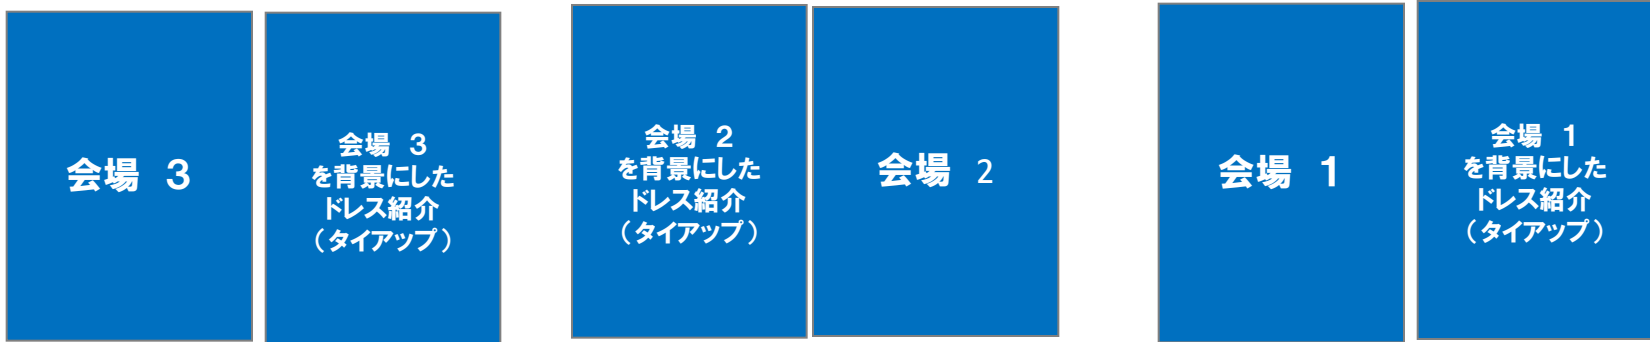 会場　３
会場　３
を背景にした
ドレス紹介
（タイアップ）
会場　２
を背景にした
ドレス紹介
（タイアップ）
会場　2
会場　１
会場　１
を背景にした
ドレス紹介
（タイアップ）